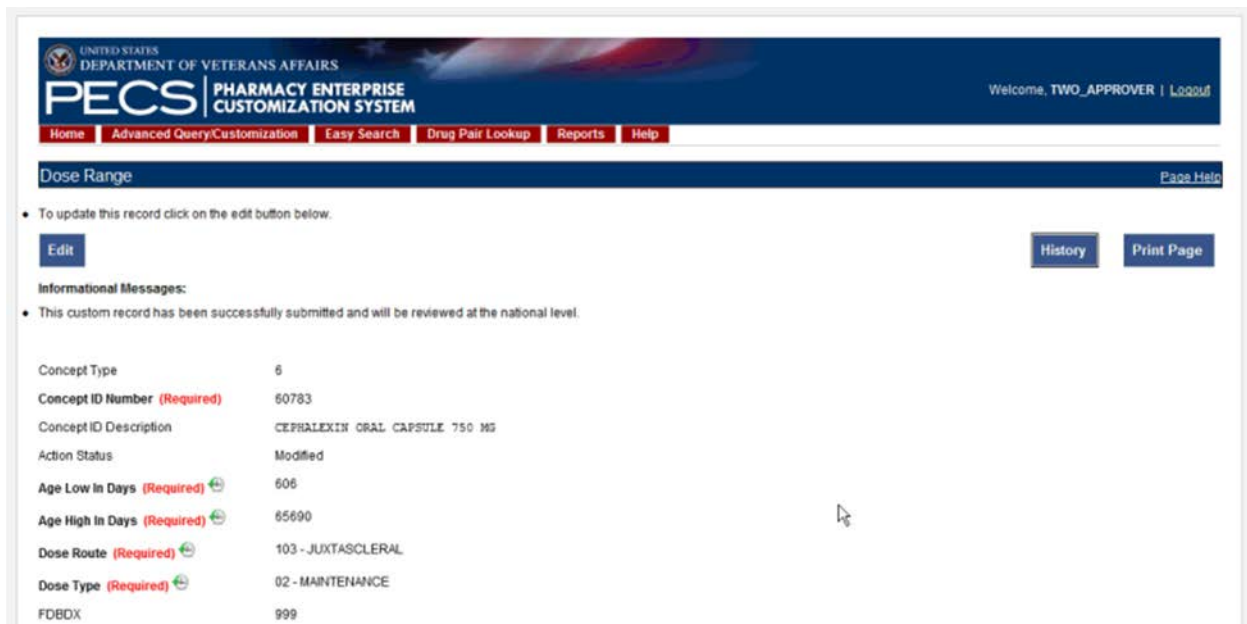 UNITED STATES
DEPARTMENT OF VETERANS AFFAIRS
PECS PHARMACY ENTERPRISE CUSTOMIZATION SYSTEM
Welcome, TWO_APPROVER | Logout
Home Advanced Query/Customization Easy Search Drug Pair Lookup Reports Help
Dose Range Page Help
• To update this record click on the edit button below.
Edit History Print Page
Informational Messages:
• This custom record has been successfully submitted and will be reviewed at the national level.
Concept Type 6
Concept ID Number (Required) 60783
Concept ID Description CEPHALEXIN ORAL CAPSULE 750 MG
Action Status Modified
Age Low In Days (Required) 606
Age High In Days (Required) 65690
Dose Route (Required) 103 - JUXTASCLERAL
Dose Type (Required) 02 - MAINTENANCE
FDBDX 999